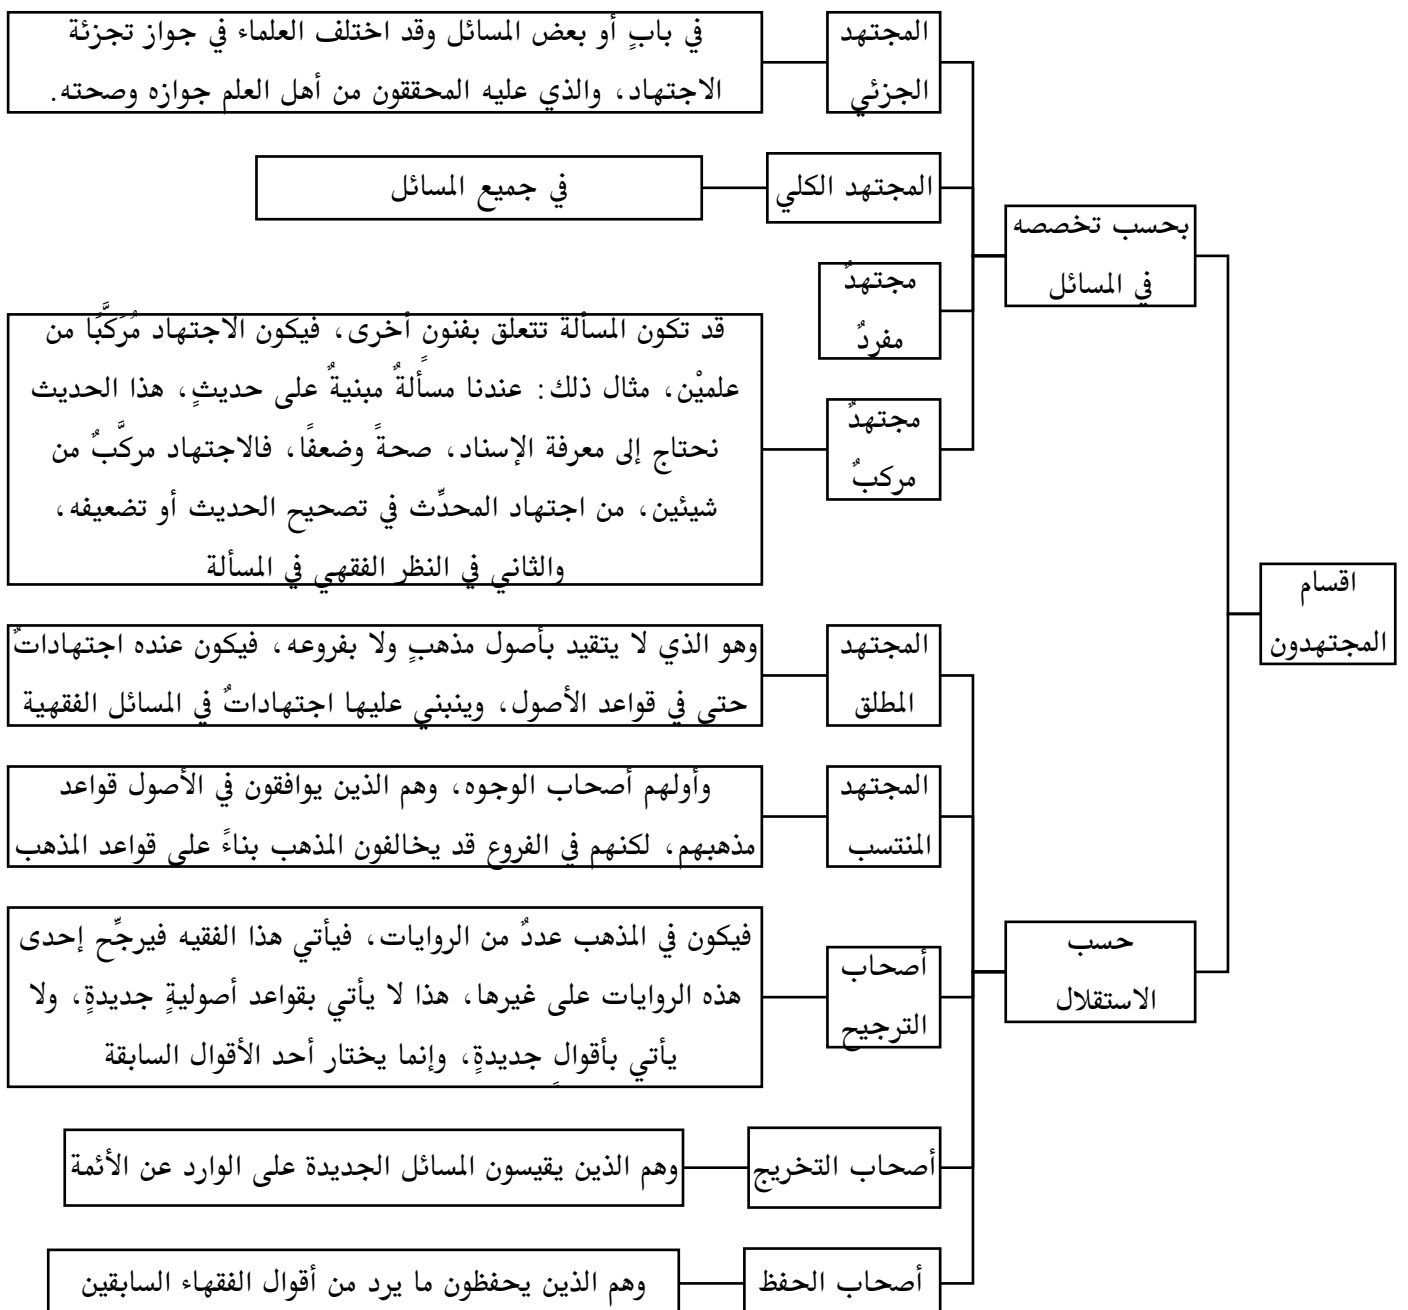 اقسام
المجتهدون
بحسب تخصصه
في المسائل
المجتهد
الجزئي
في بابٍ أو بعض المسائل وقد اختلف العلماء في جواز تجزئة
الاجتهاد، والذي عليه المحققون من أهل العلم جوازه وصحته.
المجتهد الكلي
في جميع المسائل
مجتهدٌ
مفردٌ
مجتهدٌ
مركبٌ
قد تكون المسألة تتعلق بفنون أخرى، فيكون الاجتهاد مُرَكَّبًا من
علميْن، مثال ذلك: عندنا مسألةٌ مبنيةٌ على حديثٍ، هذا الحديث
نحتاج إلى معرفة الإسناد، صحةً وضعفًا، فالاجتهاد مركَّبٌ من
شيئين، من اجتهاد المحدِّث في تصحيح الحديث أو تضعيفه،
والثاني في النظر الفقهي في المسألة
حسب
الاستقلال
المجتهد
المطلق
وهو الذي لا يتقيد بأصول مذهبٍ ولا بفروعه، فيكون عنده اجتهاداتٌ
حتى في قواعد الأصول، وينبني عليها اجتهاداتٌ في المسائل الفقهية
المجتهد
المنتسب
وأولهم أصحاب الوجوه، وهم الذين يوافقون في الأصول قواعد
مذهبهم، لكنهم في الفروع قد يخالفون المذهب بناءً على قواعد المذهب
أصحاب
الترجيح
فيكون في المذهب عددٌ من الروايات، فيأتي هذا الفقيه فيرجِّح إحدى
هذه الروايات على غيرها، هذا لا يأتي بقواعد أصوليةٍ جديدةٍ، ولا
يأتي بأقوالٍ جديدةٍ، وإنما يختار أحد الأقوال السابقة
أصحاب التخريج
وهم الذين يقيسون المسائل الجديدة على الوارد عن الأئمة
أصحاب الحفظ
وهم الذين يحفظون ما يرد من أقوال الفقهاء السابقين